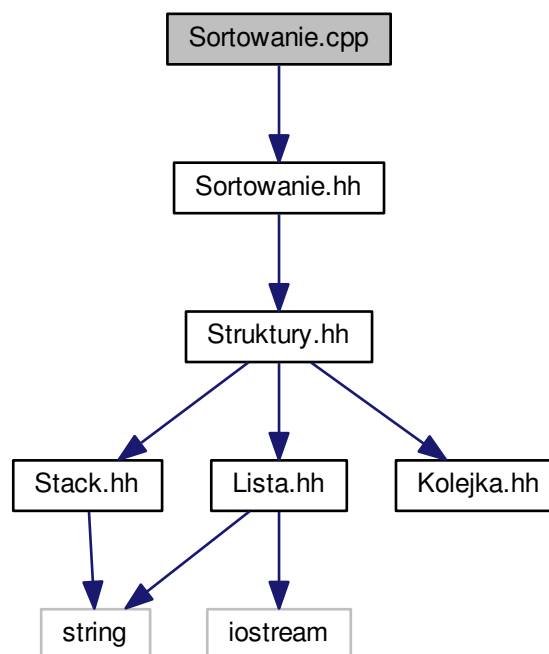 Sortowanie.cpp
Sortowanie.hh
Struktury.hh
Stack.hh
Lista.hh
Kolejka.hh
string
iostream